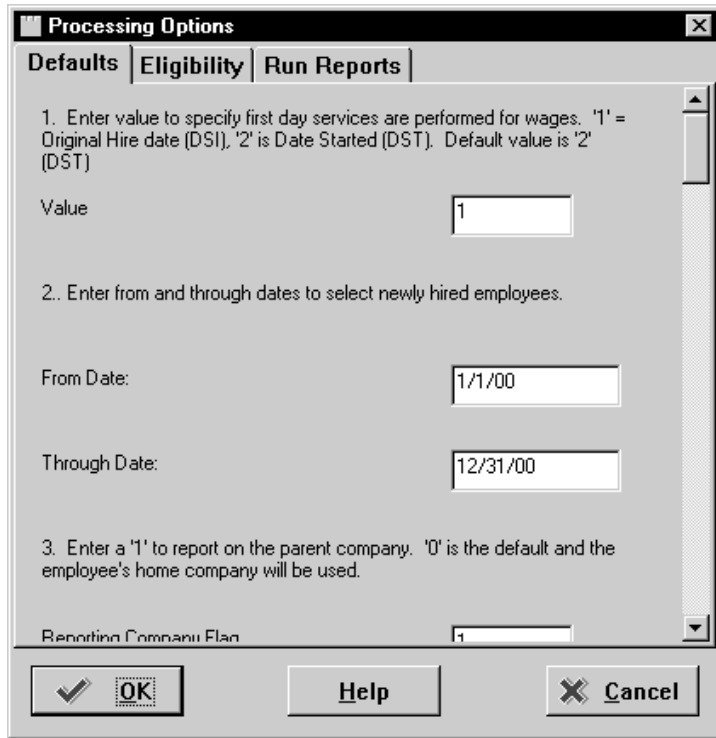 Processing Options
Defaults Eligibility Run Reports
1. Enter value to specify first day services are performed for wages. '1' =
Original Hire date (DSI), '2' is Date Started (DST). Default value is '2'
(DST)
Value 1
2.. Enter from and through dates to select newly hired employees.
From Date: 1/1/00
Through Date: 12/31/00
3. Enter a '1' to report on the parent company. '0' is the default and the
employee's home company will be used.
Reporting Company Flag 1
OK Help Cancel